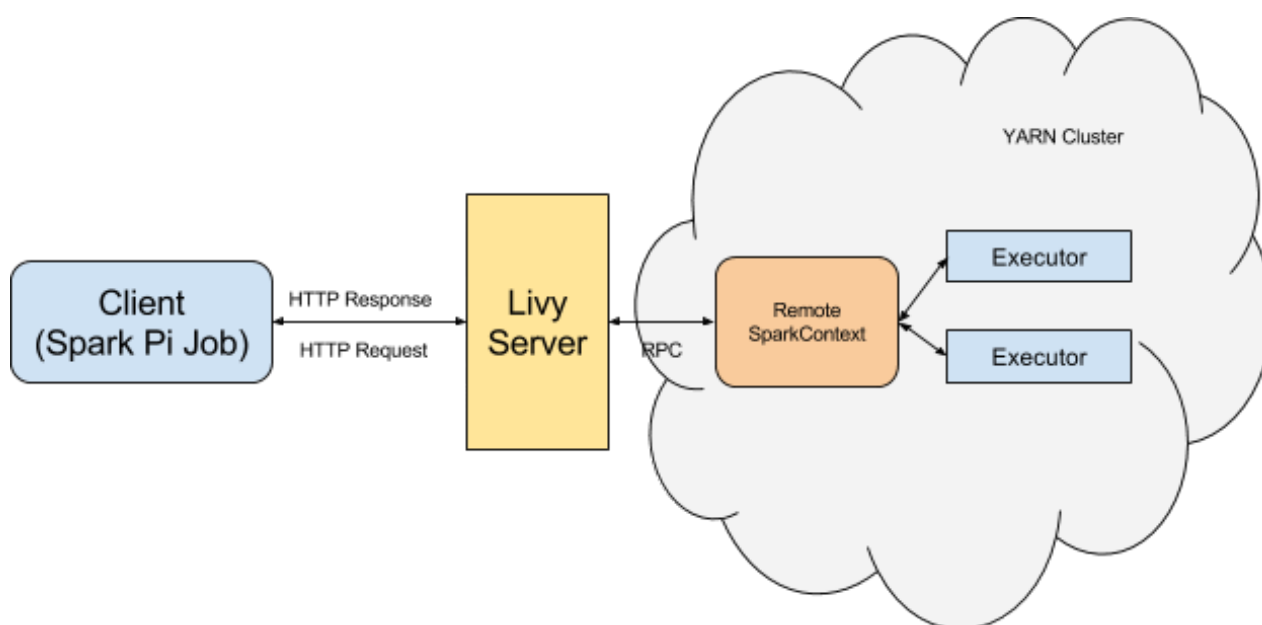 YARN Cluster
Client
(Spark Pi Job)
HTTP Response
HTTP Request
Livy
Server
RPC
Remote
SparkContext
Executor
Executor